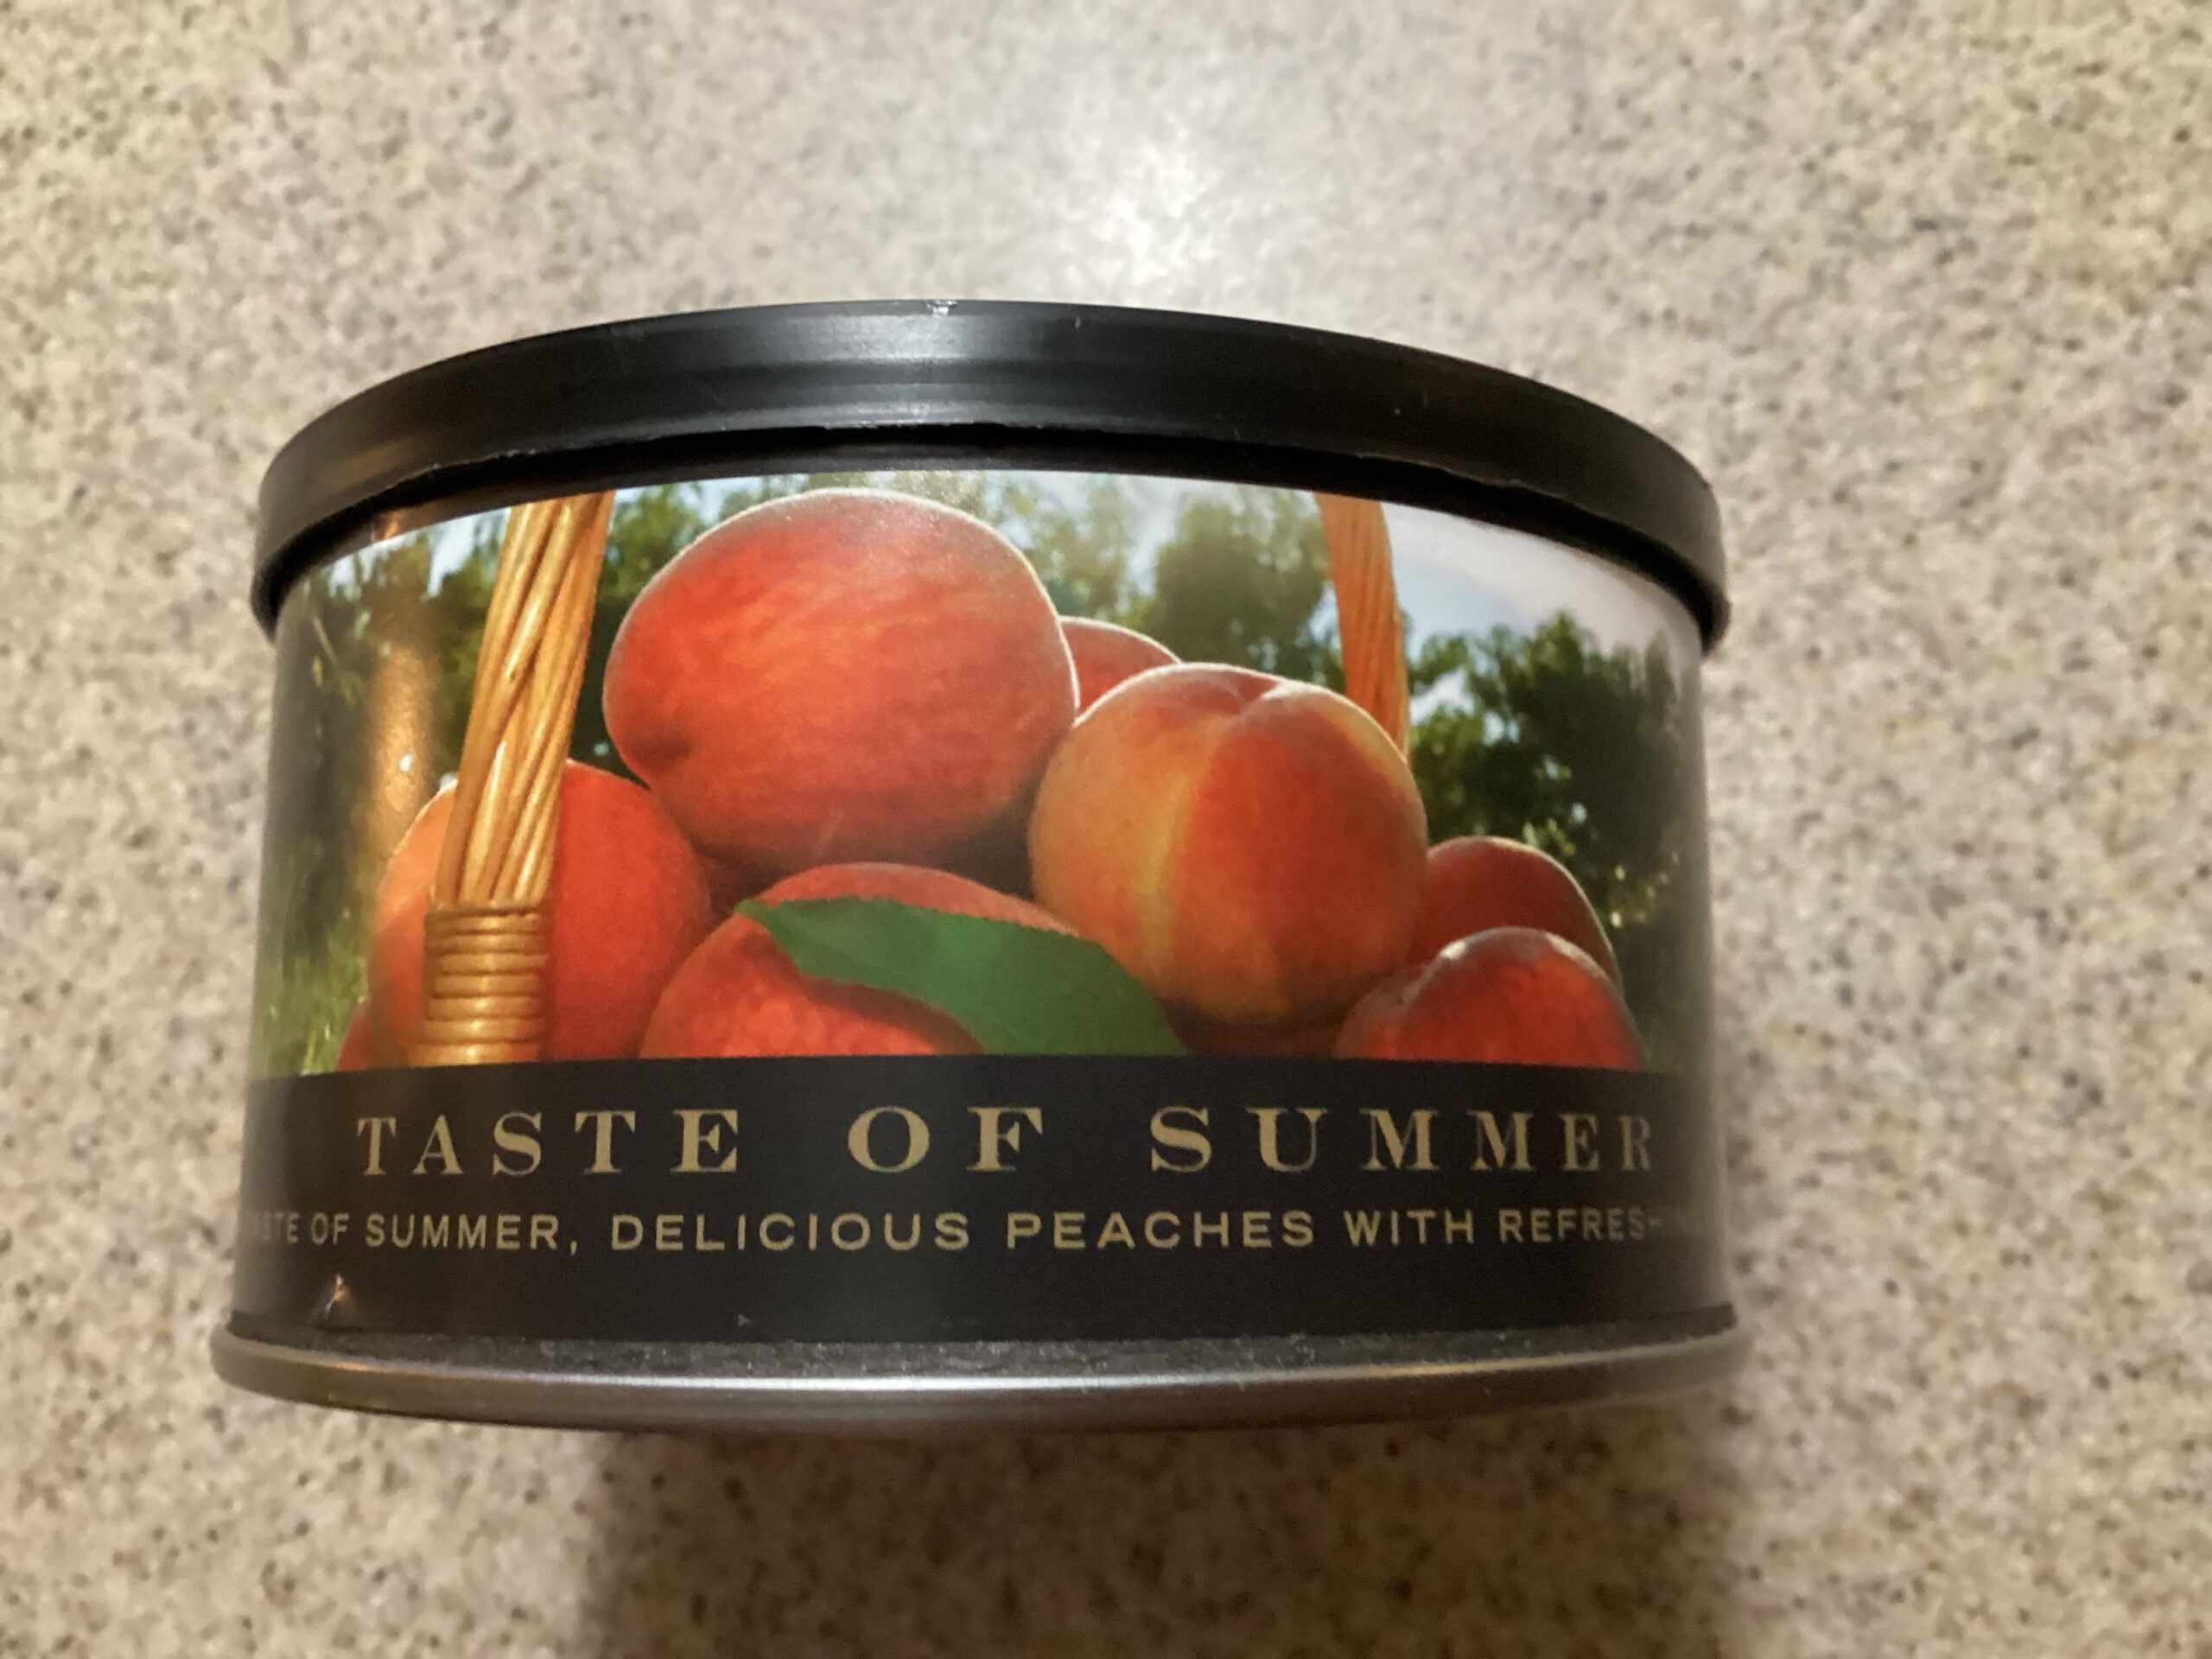 TASTE OF SUMMER
OF SUMMER, DELICIOUS PEACHES WITH